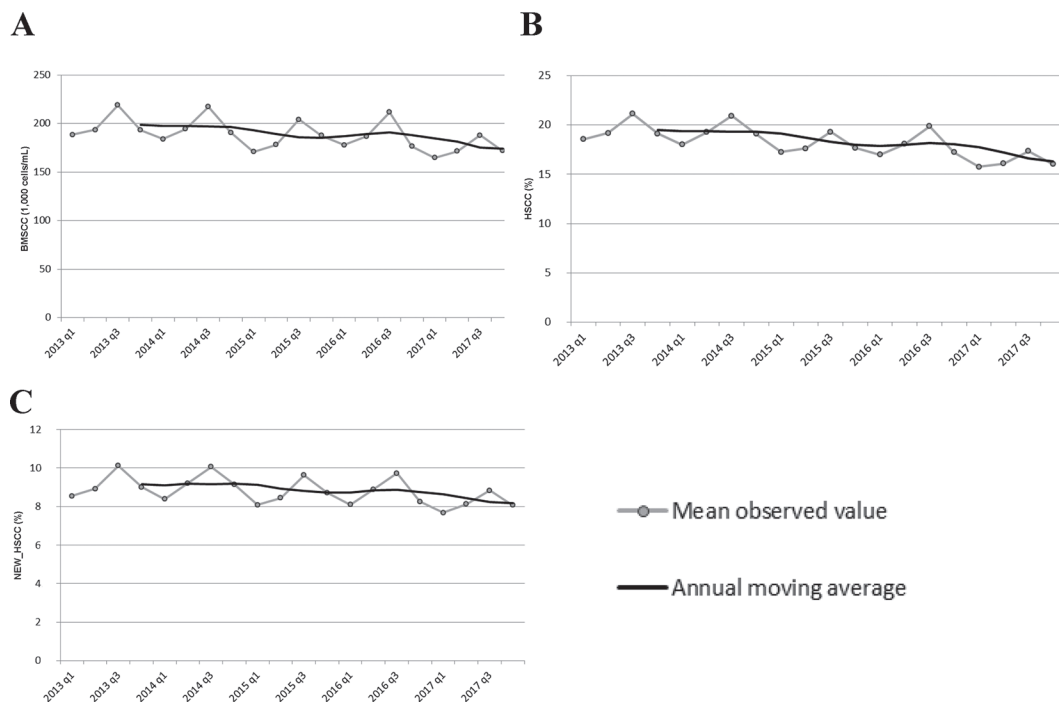 A
BMSCC (1,000 cells/mL)
250
200
150
100
50
0
2013 q1
2013 q3
2014 q1
2014 q3
2015 q1
2015 q3
2016 q1
2016 q3
2017 q1
2017 q3
B
HSCC (%)
25
20
15
10
5
0
2013 q1
2013 q3
2014 q1
2014 q3
2015 q1
2015 q3
2016 q1
2016 q3
2017 q1
2017 q3
C
NEW_HSCC (%)
12
10
8
6
4
2
0
2013 q1
2013 q3
2014 q1
2014 q3
2015 q1
2015 q3
2016 q1
2016 q3
2017 q1
2017 q3
Mean observed value
Annual moving average